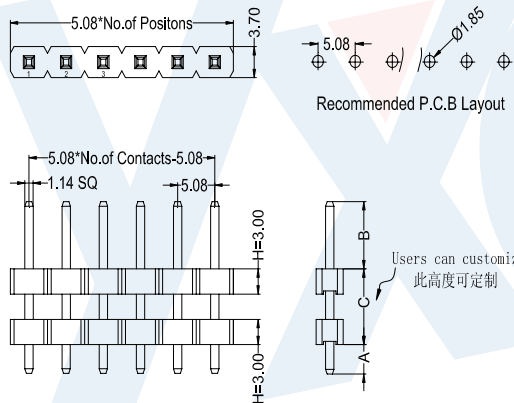 5.08*No.of Positons
3.70
1 2 3
5.08
Ø1.85
Recommended P.C.B Layout
5.08*No.of Contacts-5.08
1.14 SQ
5.08
H=3.00
H=3.00
B
C
A
Users can customiz
此高度可定制